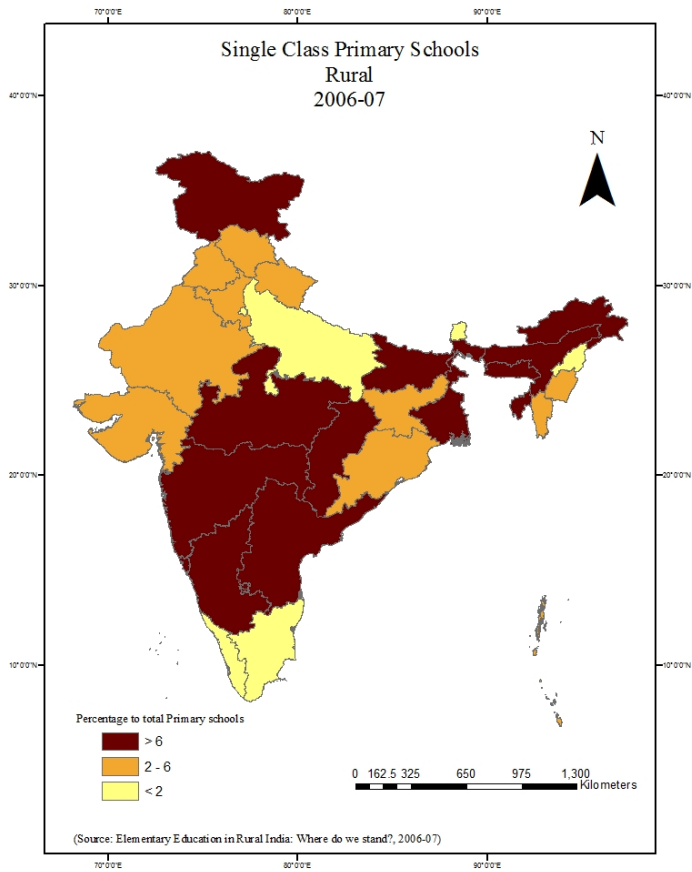 70°0'0"E 80°0'0"E 90°0'0"E
Single Class Primary Schools
Rural
2006-07
40°0'0"N 40°0'0"N
N
30°0'0"N 30°0'0"N
20°0'0"N 20°0'0"N
10°0'0"N 10°0'0"N
Percentage to total Primary schools
> 6
2 - 6
< 2
0 162.5 325 650 975 1,300
Kilometers
(Source: Elementary Education in Rural India: Where do we stand?, 2006-07)
70°0'0"E 80°0'0"E 90°0'0"E